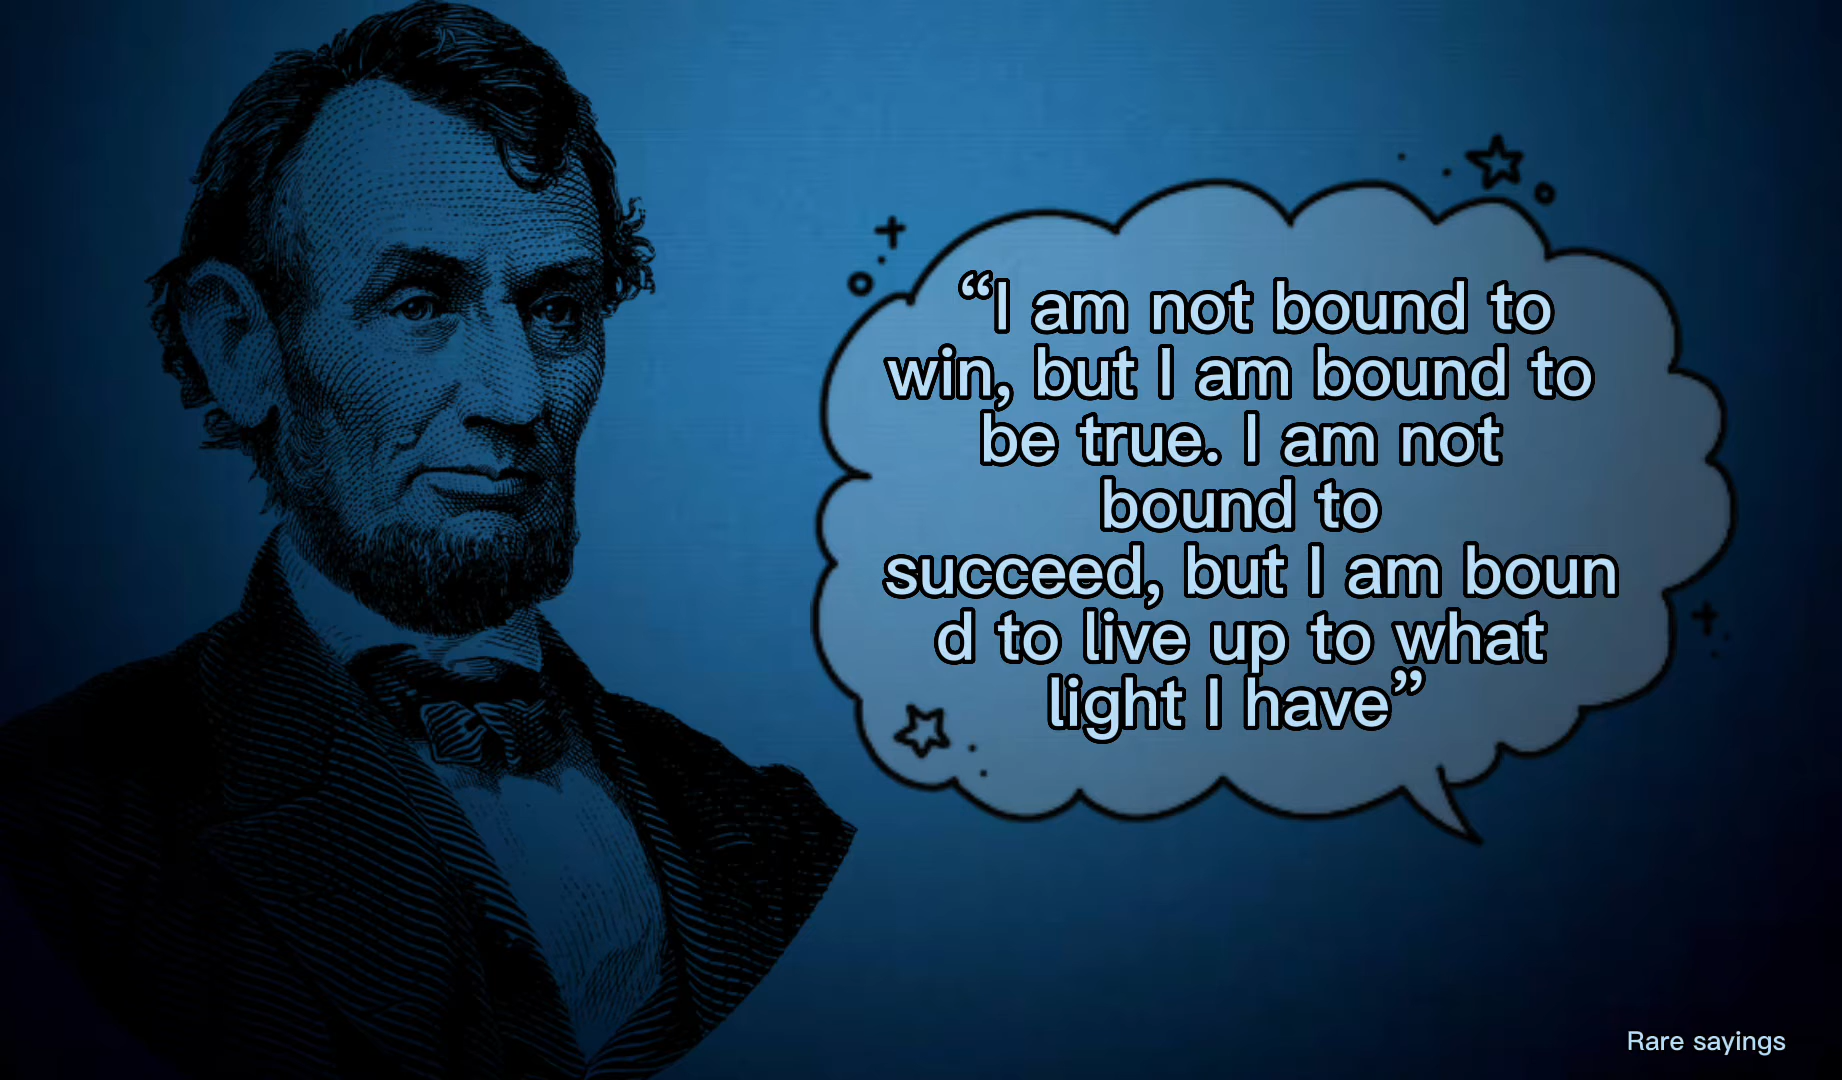 “I am not bound to
win, but I am bound to
be true. I am not
bound to
succeed, but I am boun
d to live up to what
light I have”
Rare sayings